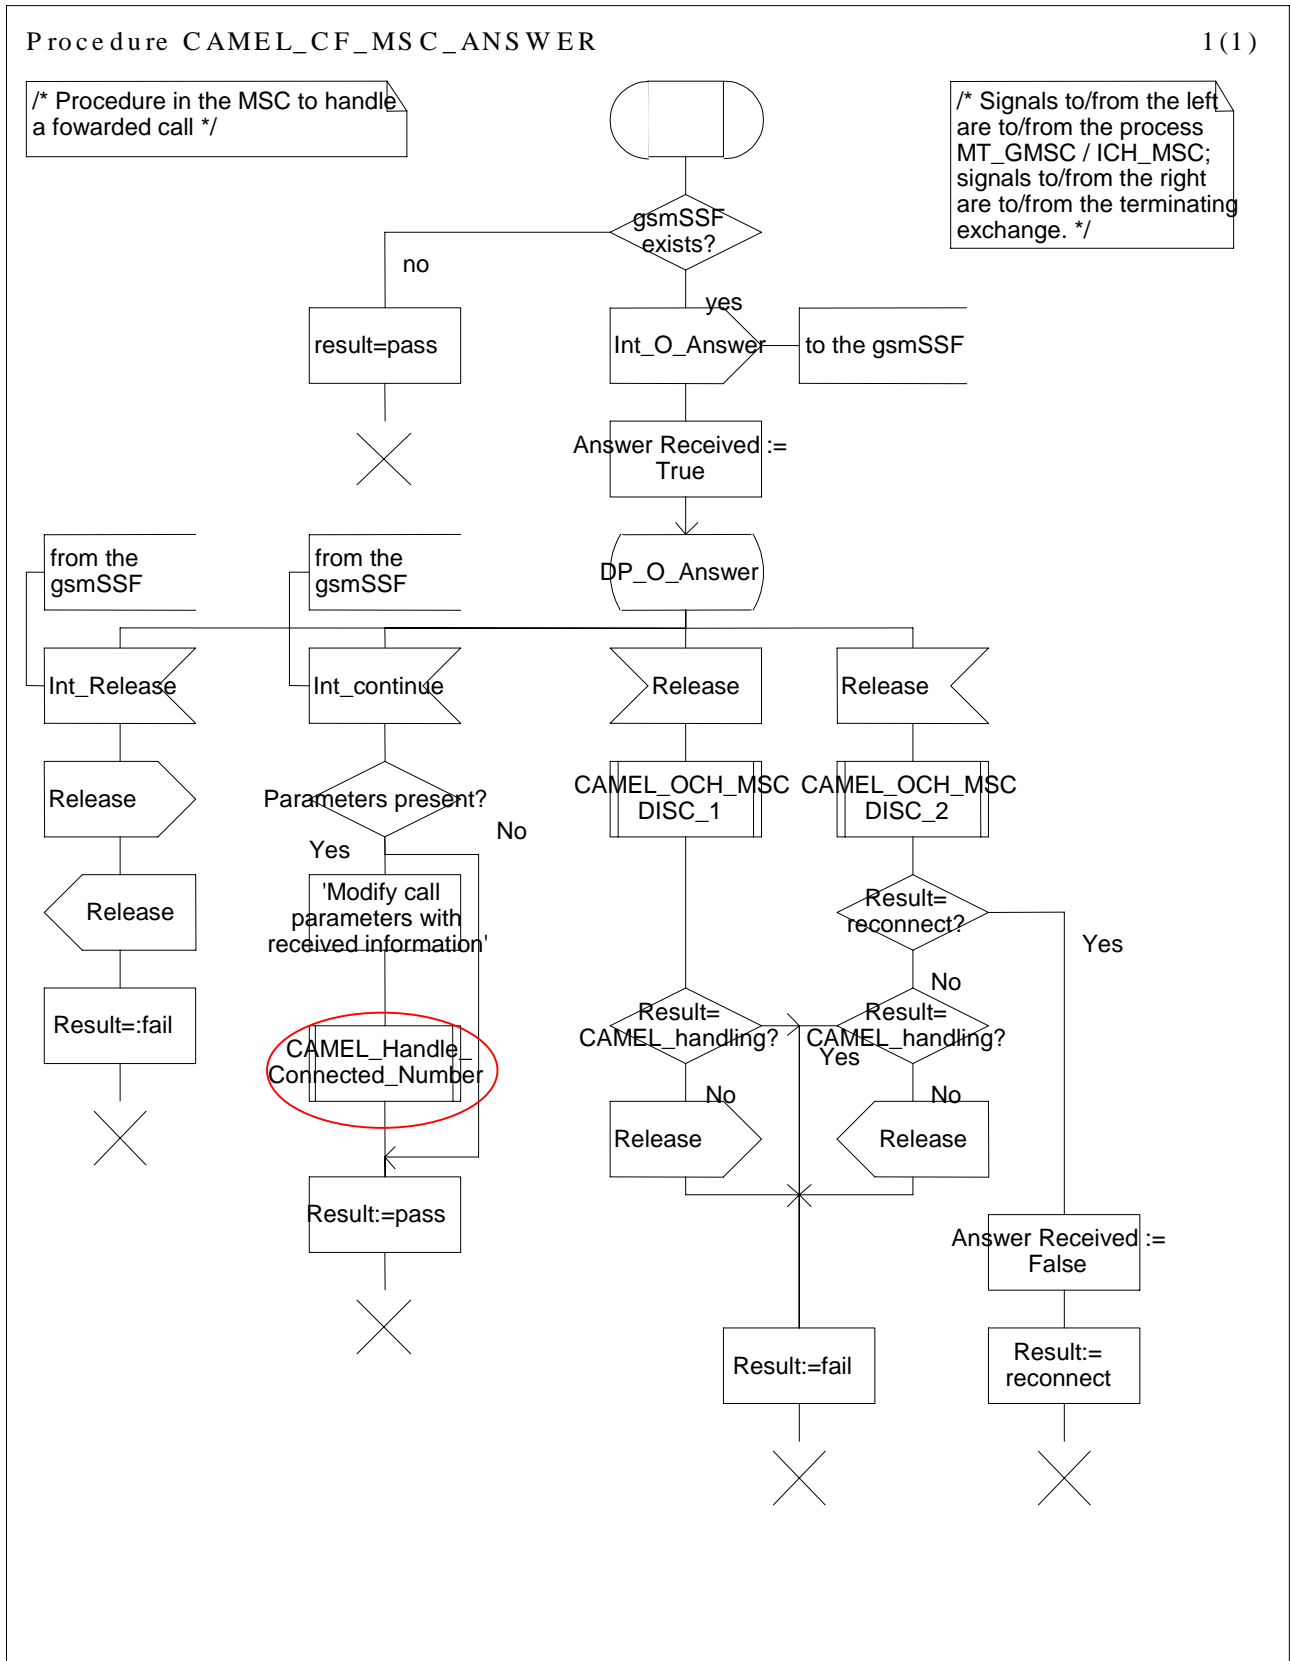 Procedure CAMEL_CF_MSC_ANSWER
1(1)
/* Procedure in the MSC to handle
a fowarded call */
/* Signals to/from the left
are to/from the process
MT_GMSC / ICH_MSC;
signals to/from the right
are to/from the terminating
exchange. */
gsmSSF
exists?
no
yes
result=pass
Int_O_Answer
to the gsmSSF
Answer Received :=
True
from the
gsmSSF
from the
gsmSSF
DP_O_Answer
Int_Release
Int_continue
Release
Release
Release
Parameters present?
CAMEL_OCH_MSC
DISC_1
CAMEL_OCH_MSC
DISC_2
No
Yes
Release
'Modify call
parameters with
received information'
Result=
reconnect?
Yes
No
Result=:fail
CAMEL_Handle_
Connected_Number
Result=
CAMEL_handling?
Yes
Result=
CAMEL_handling?
No
No
Release
Release
Result:=pass
Answer Received :=
False
Result:=fail
Result:=
reconnect